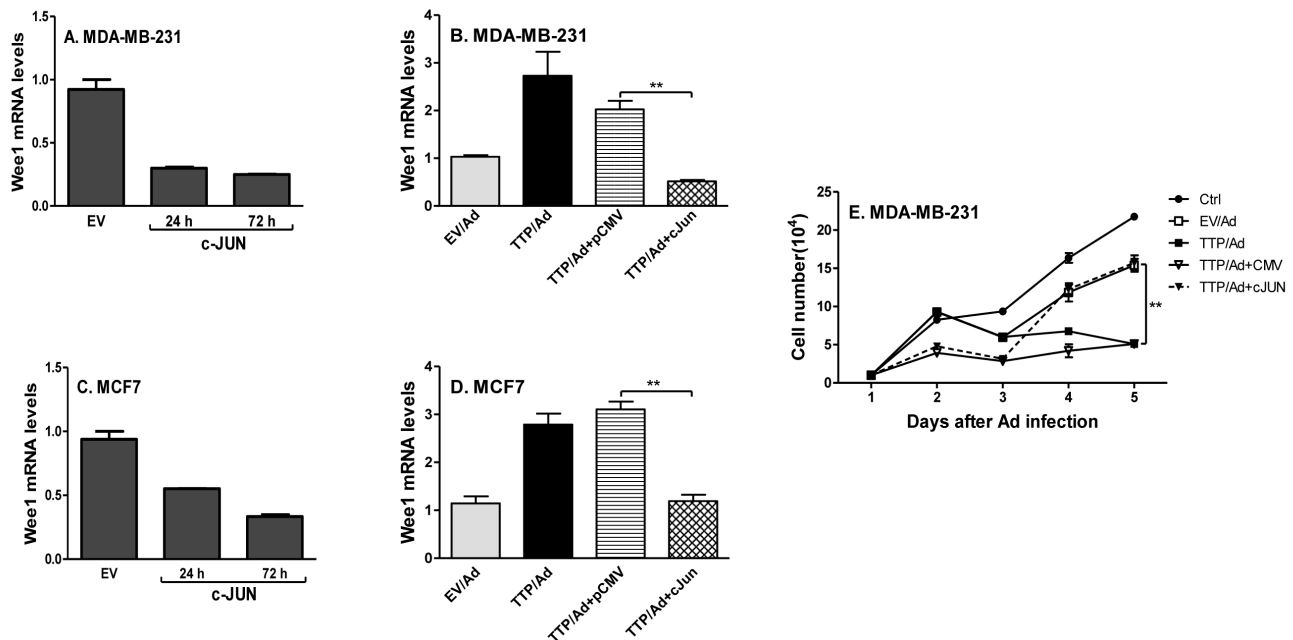 A. MDA-MB-231
Wee1 mRNA levels
1.5
1.0
0.5
0.0
EV
24 h
72 h
c-JUN
B. MDA-MB-231
Wee1 mRNA levels
4
3
2
1
0
**
EV/Ad
TTP/Ad
TTP/Ad+pCMV
TTP/Ad+cJun
C. MCF7
Wee1 mRNA levels
1.5
1.0
0.5
0.0
EV
24 h
72 h
c-JUN
D. MCF7
Wee1 mRNA levels
4
3
2
1
0
**
EV/Ad
TTP/Ad
TTP/Ad+pCMV
TTP/Ad+cJun
E. MDA-MB-231
Cell number(10⁴)
25
20
15
10
5
0
1
2
3
4
5
Days after Ad infection
**
Ctrl
EV/Ad
TTP/Ad
TTP/Ad+CMV
TTP/Ad+cJUN